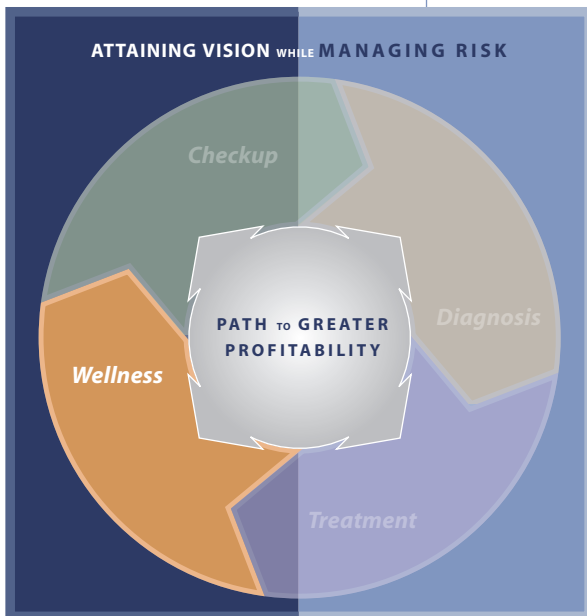 ATTAINING VISION WHILE MANAGING RISK
Checkup
Diagnosis
PATH TO GREATER
PROFITABILITY
Wellness
Treatment